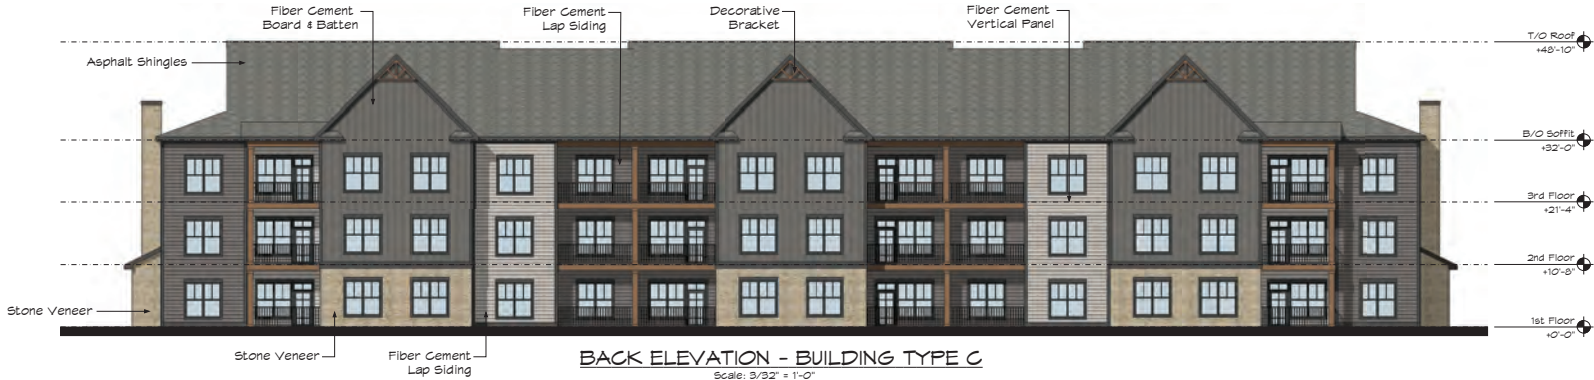 Fiber Cement
Board & Batten
Fiber Cement
Lap Siding
Decorative
Bracket
Fiber Cement
Vertical Panel
Asphalt Shingles
T/O Roof
+48'-10"
B/O Soffit
+32'-0"
3rd Floor
+21'-4"
2nd Floor
+10'-8"
1st Floor
+0'-0"
Stone Veneer
Stone Veneer
Fiber Cement
Lap Siding
BACK ELEVATION - BUILDING TYPE C
Scale: 3/32" = 1'-0"